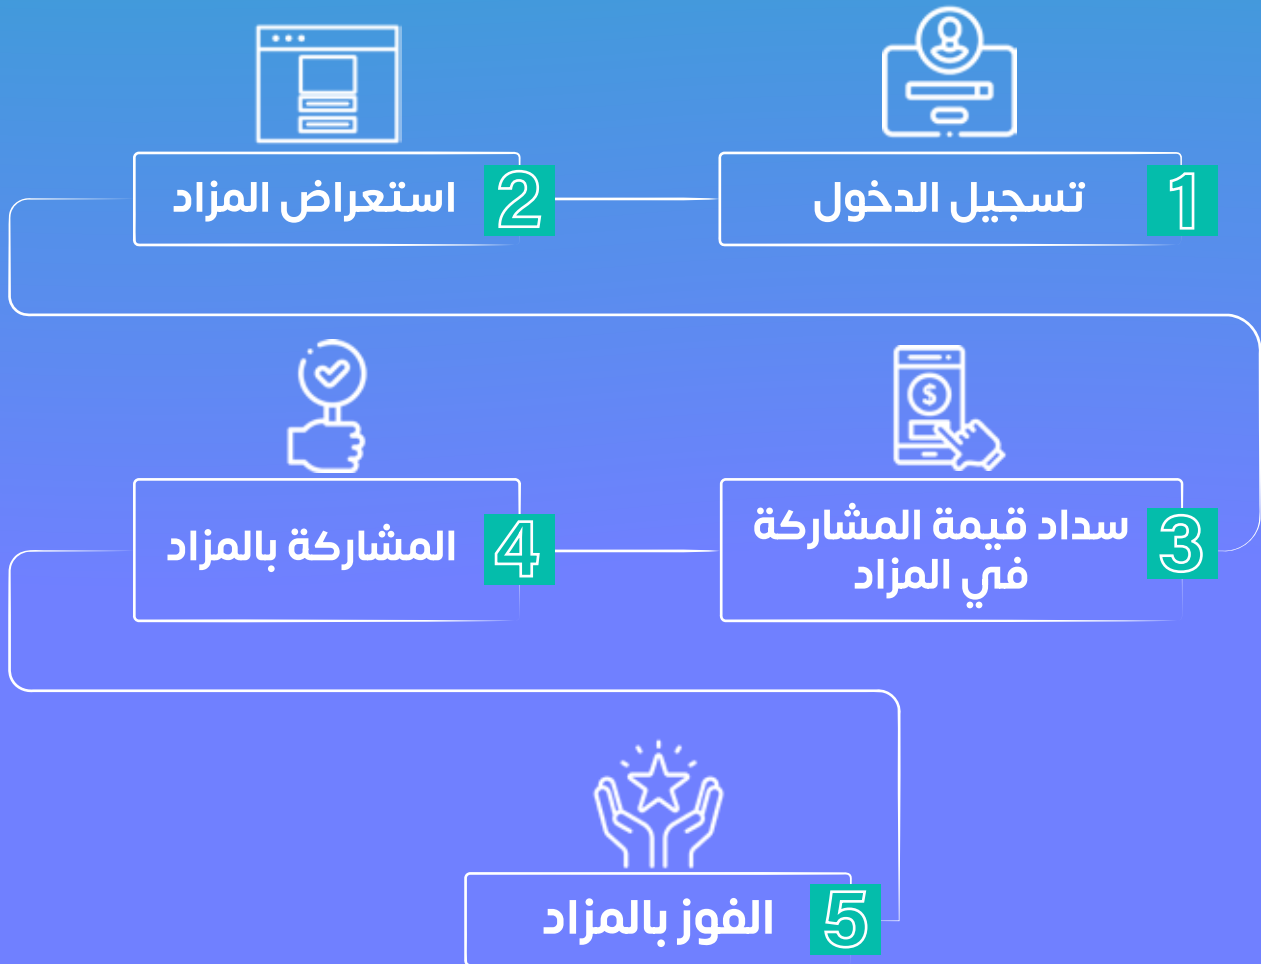 1
تسجيل الدخول
2
استعراض المزاد
3
سداد قيمة المشاركة
في المزاد
4
المشاركة بالمزاد
5
الفوز بالمزاد